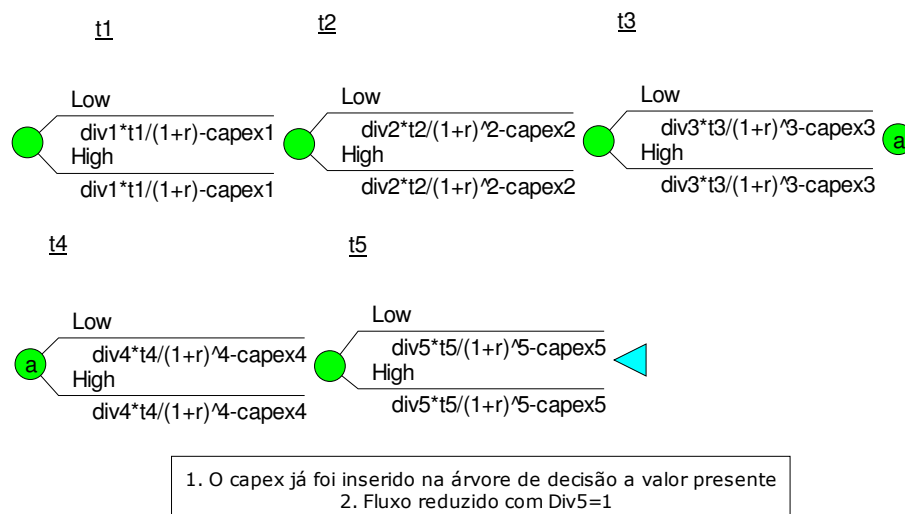 t1
t2
t3
Low
div1*t1/(1+r)-capex1
High
div1*t1/(1+r)-capex1
Low
div2*t2/(1+r)^2-capex2
High
div2*t2/(1+r)^2-capex2
Low
div3*t3/(1+r)^3-capex3
High
div3*t3/(1+r)^3-capex3
a
t4
t5
a
Low
div4*t4/(1+r)^4-capex4
High
div4*t4/(1+r)^4-capex4
Low
div5*t5/(1+r)^5-capex5
High
div5*t5/(1+r)^5-capex5
1. O capex já foi inserido na árvore de decisão a valor presente
2. Fluxo reduzido com Div5=1